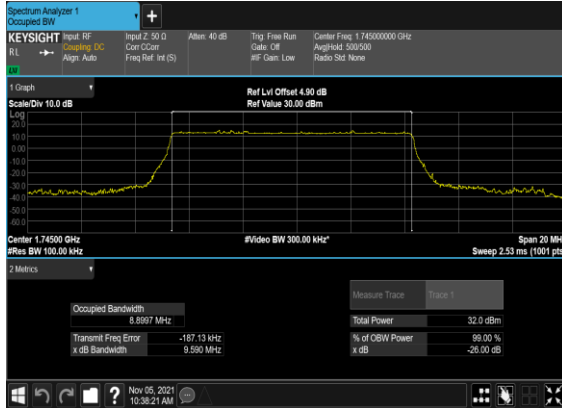 Spectrum Analyzer 1
Occupied BW
KEYSIGHT
Input: RF
Coupling: DC
Align: Auto
Input Z: 50 Ω
Corr CCorr
Freq Ref: Int (S)
Atten: 40 dB
Trig: Free Run
Gate: Off
#IF Gain: Low
Center Freq: 1.745000000 GHz
Avg|Hold: 500/500
Radio Std: None
RL
1 Graph
Scale/Div 10.0 dB
Ref Lvl Offset 4.90 dB
Ref Value 30.00 dBm
Log
20.0
10.0
0.00
-10.0
-20.0
-30.0
-40.0
-50.0
-60.0
Center 1.74500 GHz
#Res BW 100.00 kHz
#Video BW 300.00 kHz*
Span 20 MH
Sweep 2.53 ms (1001 pts
2 Metrics
Measure Trace Trace 1
Occupied Bandwidth
8.8997 MHz
Total Power 32.0 dBm
Transmit Freq Error -187.13 kHz
x dB Bandwidth 9.590 MHz
% of OBW Power 99.00 %
x dB -26.00 dB
?
Nov 05, 2021
10:38:21 AM